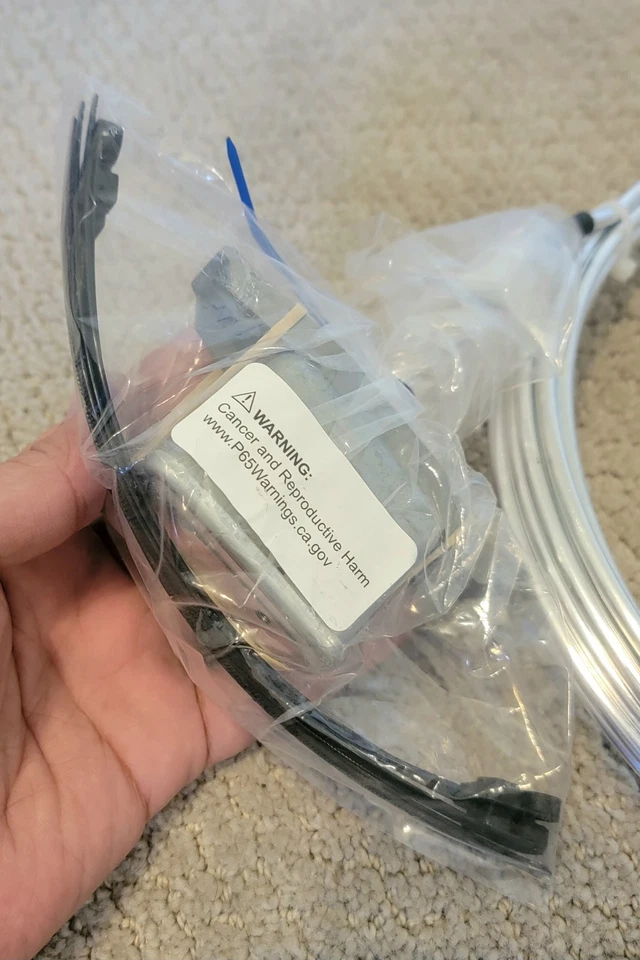 ⚠ WARNING:
Cancer and Reproductive Harm
www.P65Warnings.ca.gov